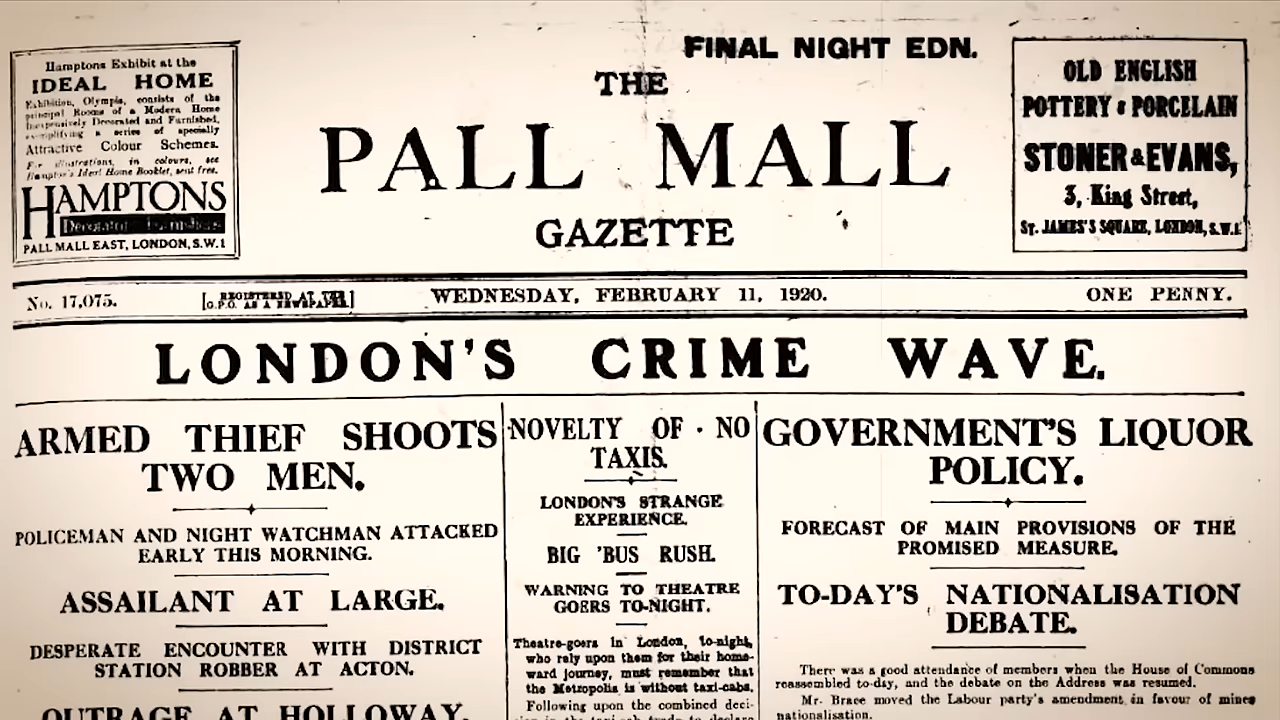 Hamptons Exhibit at the
IDEAL HOME
Exhibition, Olympia, consists of the
principal Rooms of a Modern Home
Inexpensively Decorated and Furnished,
exemplifying a series of specially
Attractive Colour Schemes.
For illustrations, in colours, see
Hampton's Ideal Home Booklet, sent free.
HAMPTONS
PALL MALL EAST, LONDON, S.W.1
FINAL NIGHT EDN.
THE
PALL MALL
GAZETTE
OLD ENGLISH
POTTERY & PORCELAIN
STONER & EVANS,
3, King Street,
ST. JAMES'S SQUARE, LONDON, S.W.1
No. 17,075.
[REGISTERED AT THE
G.P.O. AS A NEWSPAPER.]
WEDNESDAY, FEBRUARY 11, 1920.
ONE PENNY.
LONDON'S CRIME WAVE.
ARMED THIEF SHOOTS
TWO MEN.
POLICEMAN AND NIGHT WATCHMAN ATTACKED
EARLY THIS MORNING.
ASSAILANT AT LARGE.
DESPERATE ENCOUNTER WITH DISTRICT
STATION ROBBER AT ACTON.
OUTRAGE AT HOLLOWAY.
NOVELTY OF NO
TAXIS.
LONDON'S STRANGE
EXPERIENCE.
BIG 'BUS RUSH.
WARNING TO THEATRE
GOERS TO-NIGHT.
Theatre-goers in London, to-night,
who rely upon them for their home-
ward journey, must remember that
the Metropolis is without taxi-cabs.
Following upon the combined deci-
sion in the taxi-cab trade to declare
GOVERNMENT'S LIQUOR
POLICY.
FORECAST OF MAIN PROVISIONS OF THE
PROMISED MEASURE.
TO-DAY'S NATIONALISATION
DEBATE.
There was a good attendance of members when the House of Commons
reassembled to-day, and the debate on the Address was resumed.
Mr. Brace moved the Labour party's amendment in favour of mines
nationalisation.